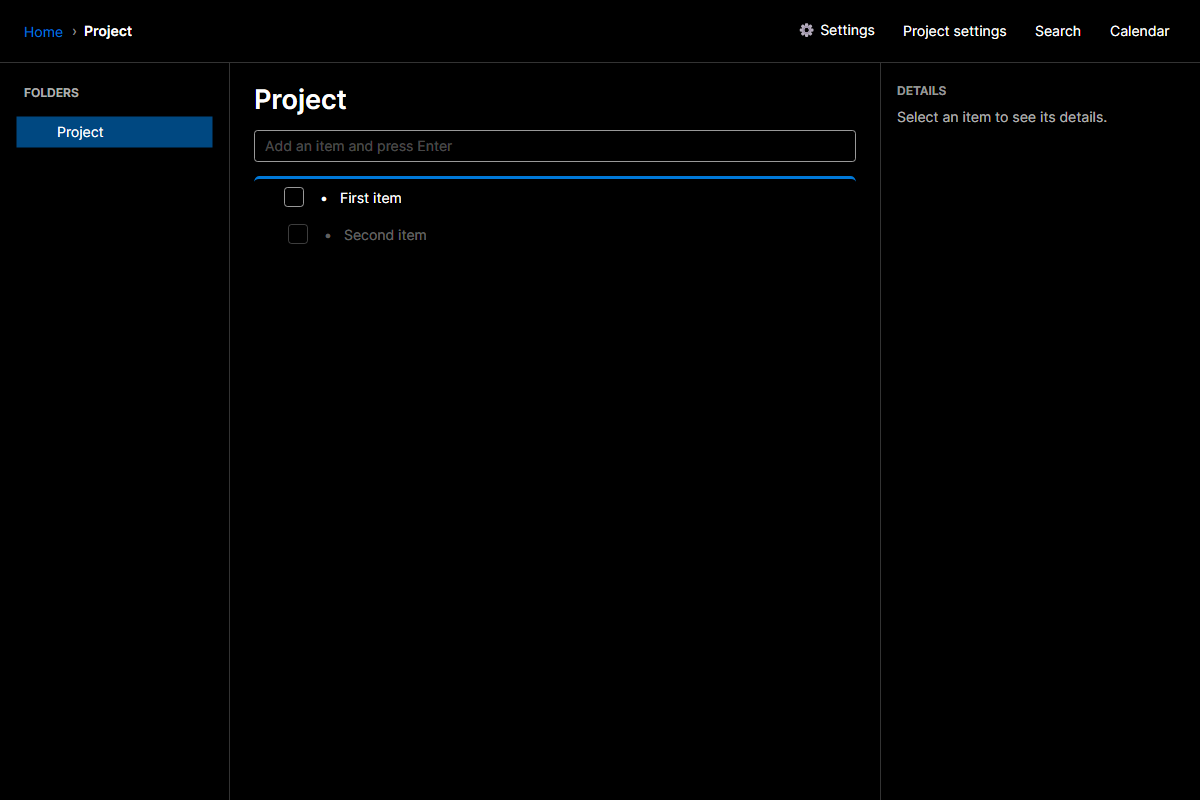 Home › Project
Settings
Project settings
Search
Calendar
FOLDERS
Project
Project
Add an item and press Enter
• First item
• Second item
DETAILS
Select an item to see its details.